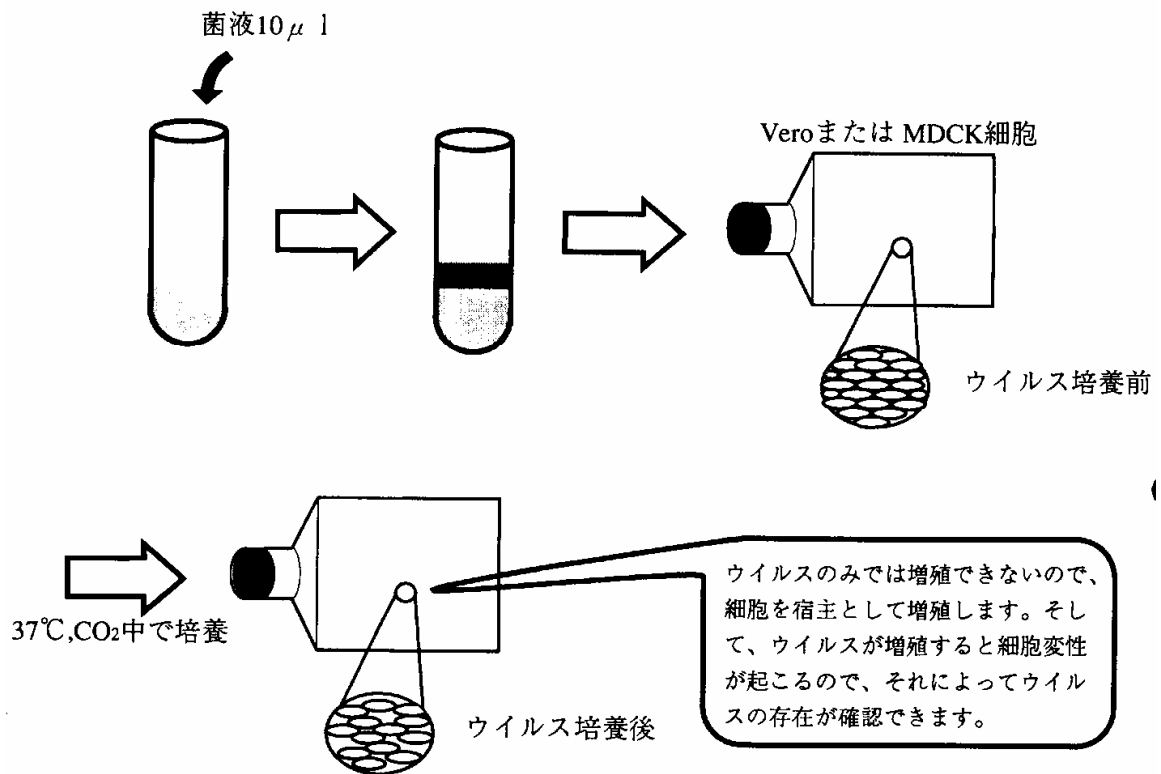 菌液10μl
Veroまたは MDCK細胞
ウイルス培養前
37℃,CO₂中で培養
ウイルスのみでは増殖できないので、
細胞を宿主として増殖します。そし
て、ウイルスが増殖すると細胞変性
が起こるので、それによってウイル
スの存在が確認できます。
ウイルス培養後